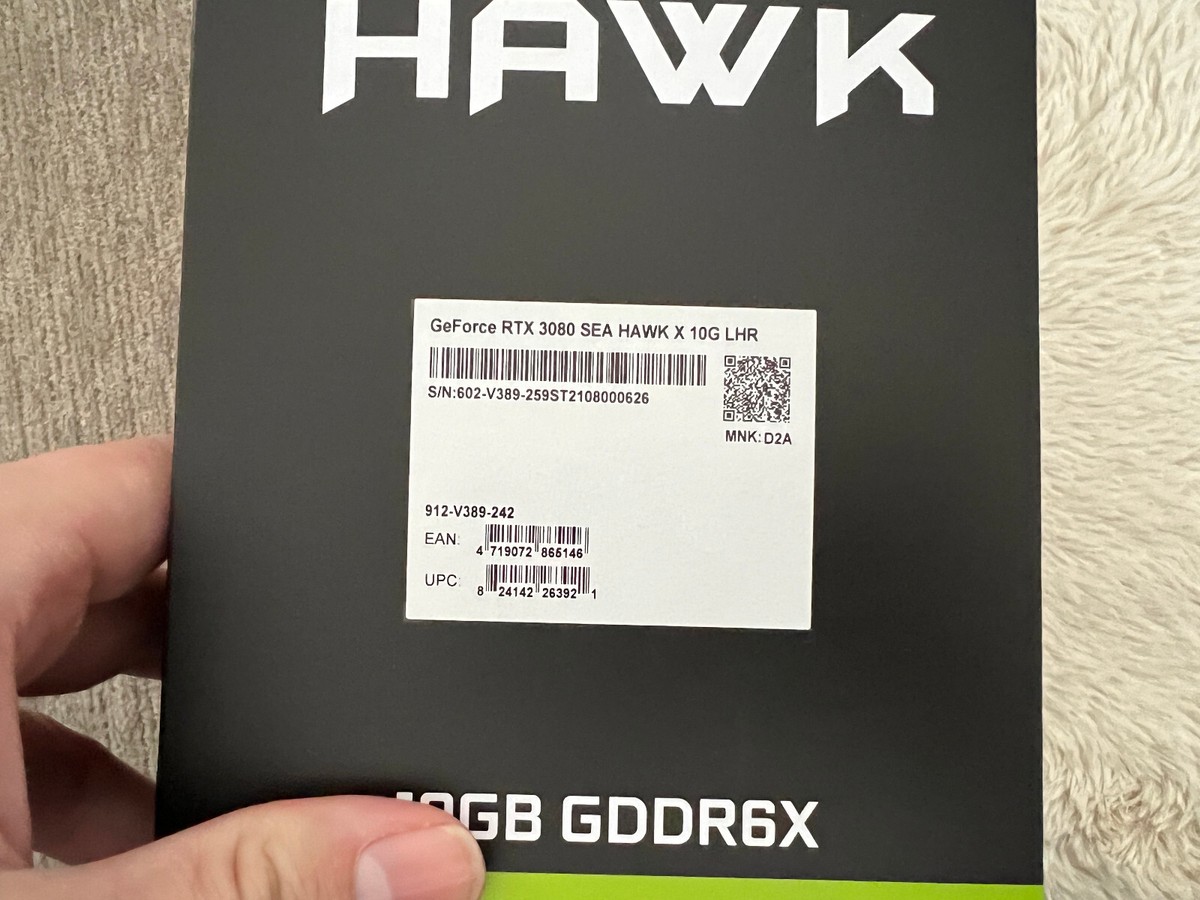 HAWK
GeForce RTX 3080 SEA HAWK X 10G LHR
S/N:602-V389-259ST2108000626
MNK:D2A
912-V389-242
EAN: 4 719072 865146
UPC: 8 24142 26392 1
10GB GDDR6X